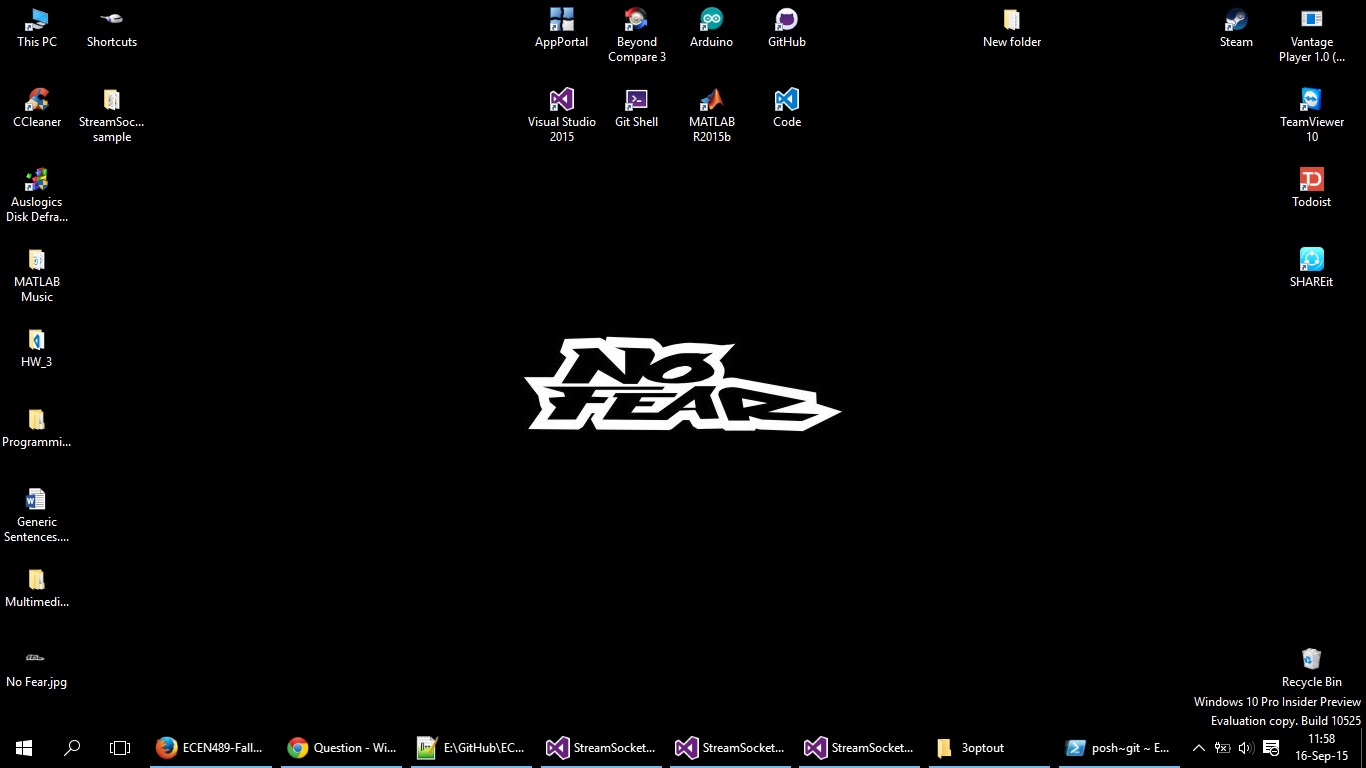 This PC
Shortcuts
AppPortal
Beyond
Compare 3
Arduino
GitHub
New folder
Steam
Vantage
Player 1.0 (...
CCleaner
StreamSoc...
sample
Visual Studio
2015
Git Shell
MATLAB
R2015b
Code
TeamViewer
10
Auslogics
Disk Defra...
Todoist
MATLAB
Music
SHAREit
HW_3
NO
FEAR
Programmi...
Generic
Sentences....
Multimedi...
No Fear.jpg
Recycle Bin
Windows 10 Pro Insider Preview
Evaluation copy. Build 10525
ECEN489-Fall...
Question - Wi...
E:\GitHub\EC...
StreamSocket...
StreamSocket...
StreamSocket...
3optout
posh~git ~ E...
11:58
16-Sep-15